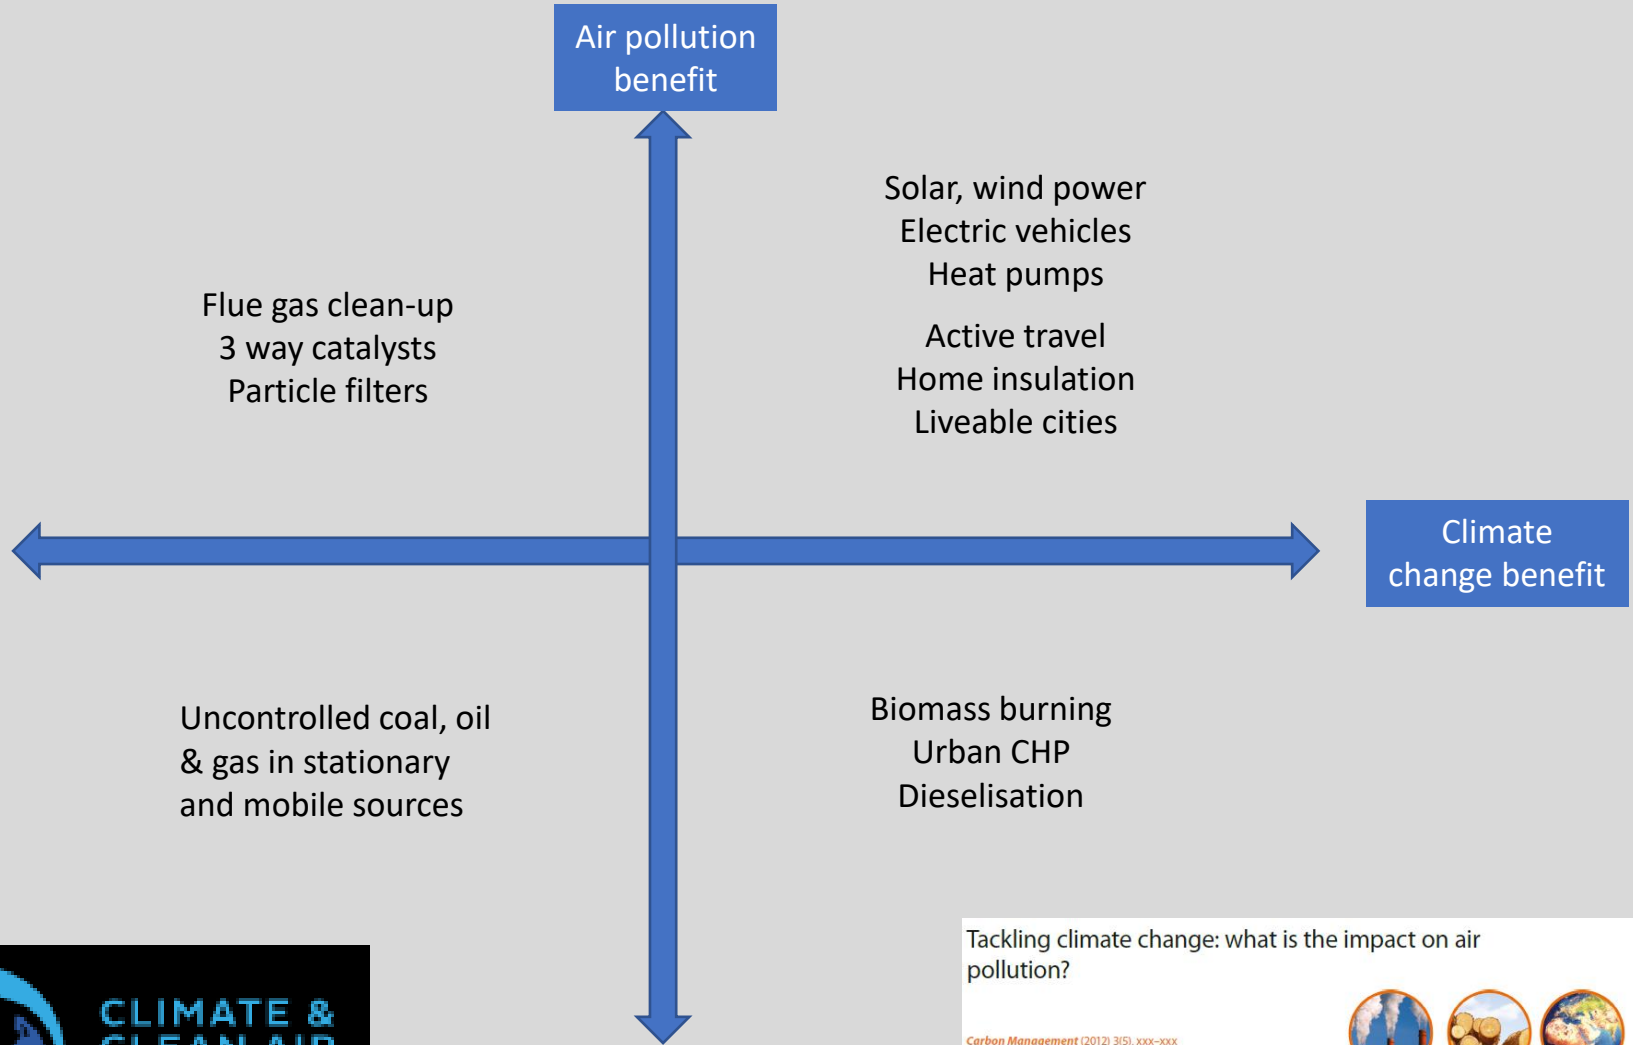 Air pollution
benefit
Solar, wind power
Electric vehicles
Heat pumps
Active travel
Home insulation
Liveable cities
Flue gas clean-up
3 way catalysts
Particle filters
Climate
change benefit
Uncontrolled coal, oil
& gas in stationary
and mobile sources
Biomass burning
Urban CHP
Dieselisation
CLIMATE &
CLEAN AIR
Tackling climate change: what is the impact on air
pollution?
Carbon Management (2012) 3(5), xxx–xxx